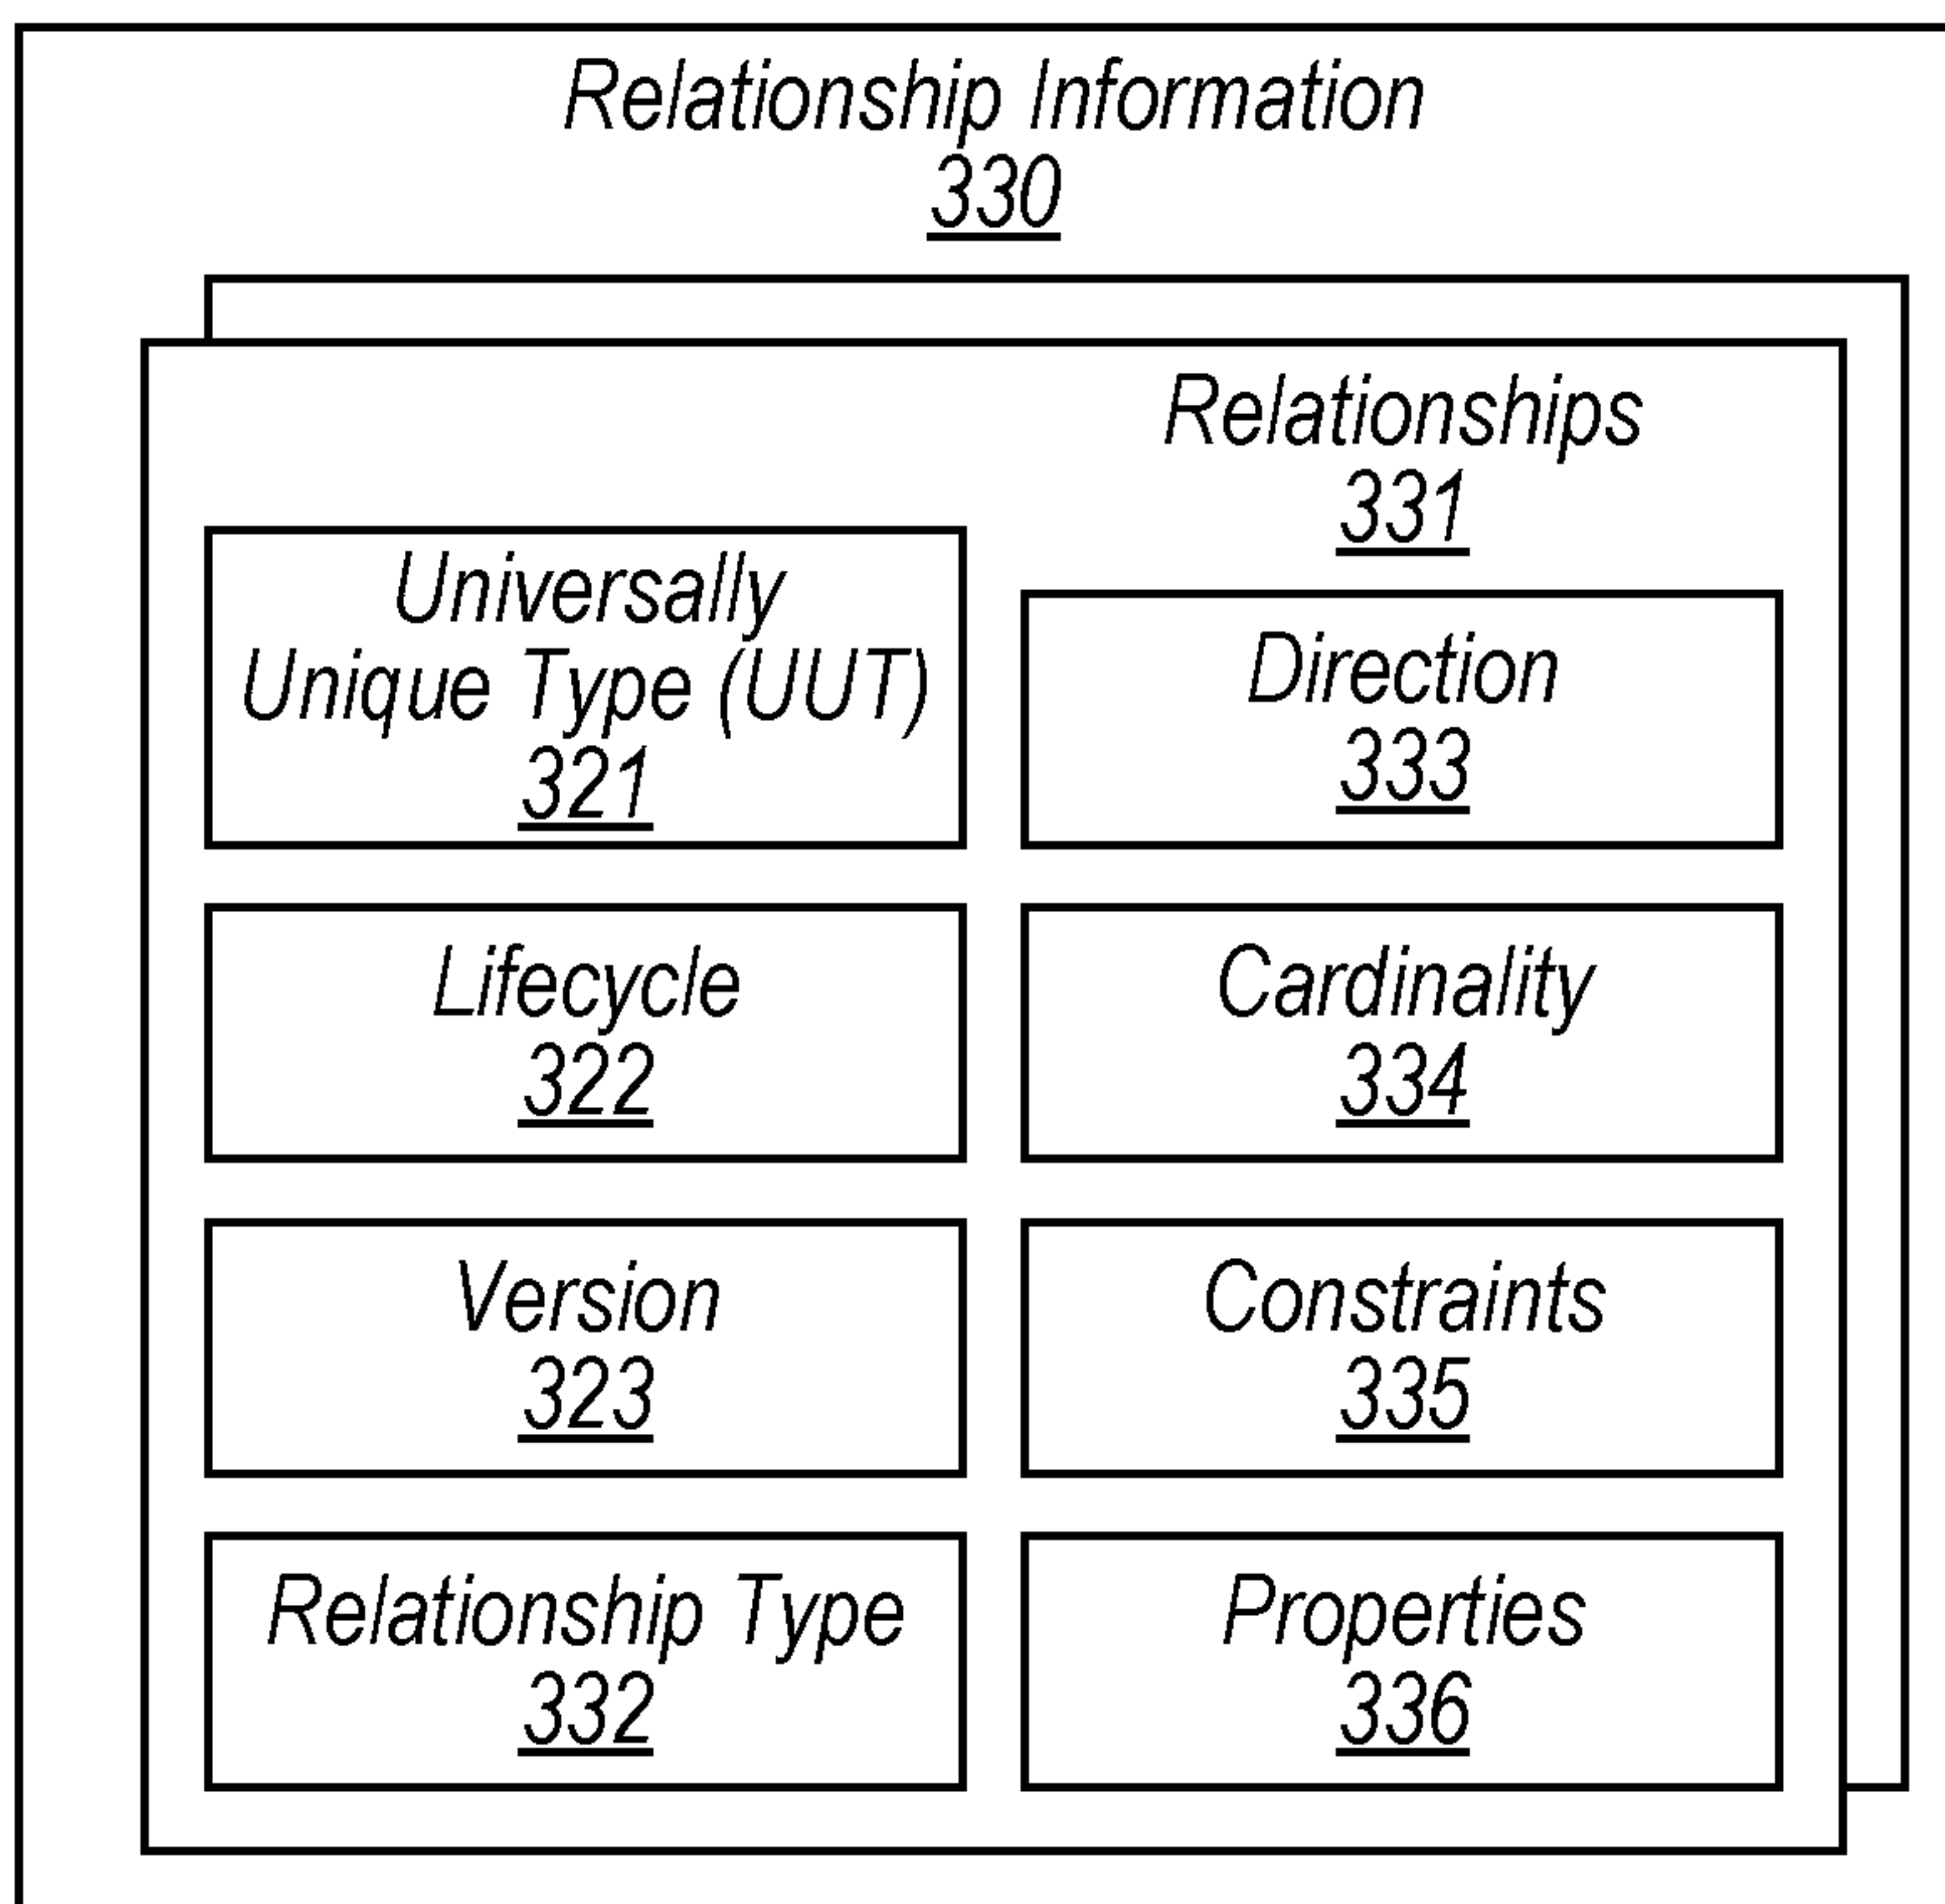 Relationship Information
330
Relationships
331
Universally
Unique Type (UUT)
321
Direction
333
Lifecycle
322
Cardinality
334
Version
323
Constraints
335
Relationship Type
332
Properties
336